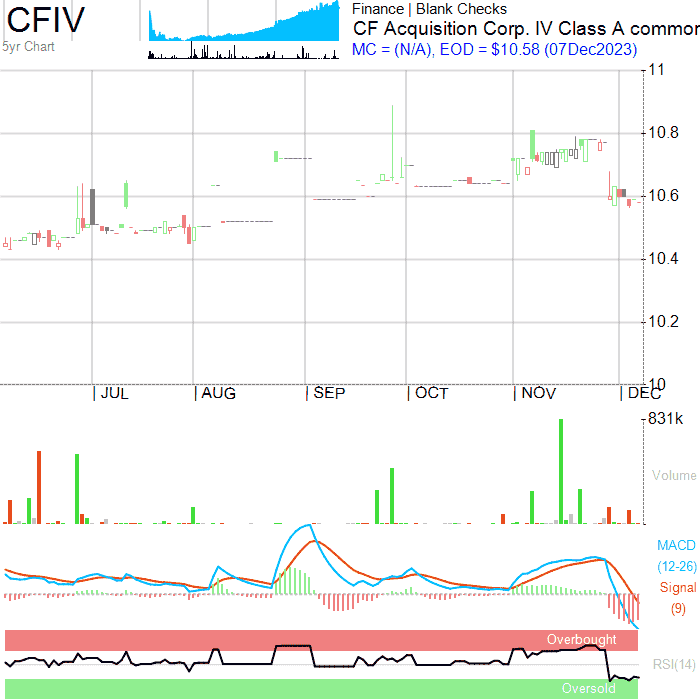 CFIV
5yr Chart
Finance | Blank Checks
CF Acquisition Corp. IV Class A common
MC = (N/A), EOD = $10.58 (07Dec2023)
11
10.8
10.6
10.4
10.2
10
JUL
AUG
SEP
OCT
NOV
DEC
831k
Volume
MACD
(12-26)
Signal
(9)
Overbought
RSI(14)
Oversold